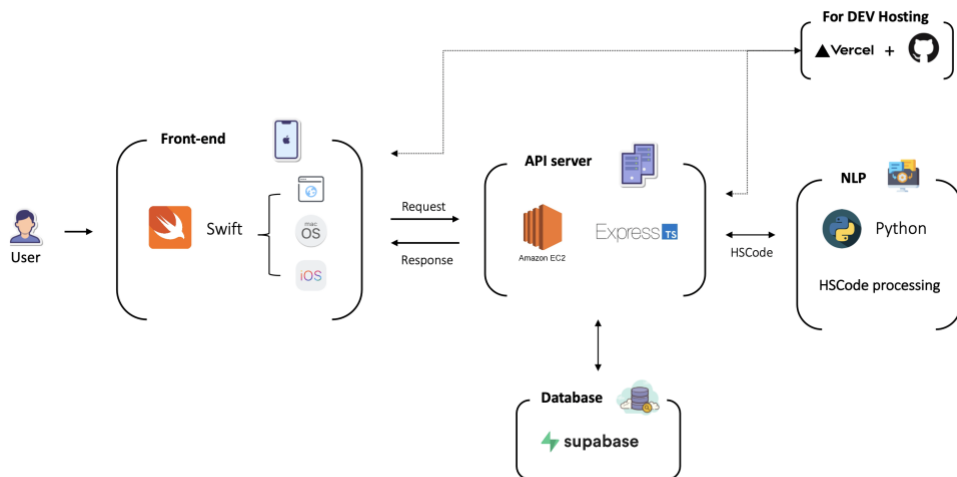 For DEV Hosting
Vercel +
Front-end
API server
NLP
Swift
mac
OS
iOS
Request
Response
Amazon EC2
Express TS
HSCode
Python
HSCode processing
User
Database
supabase